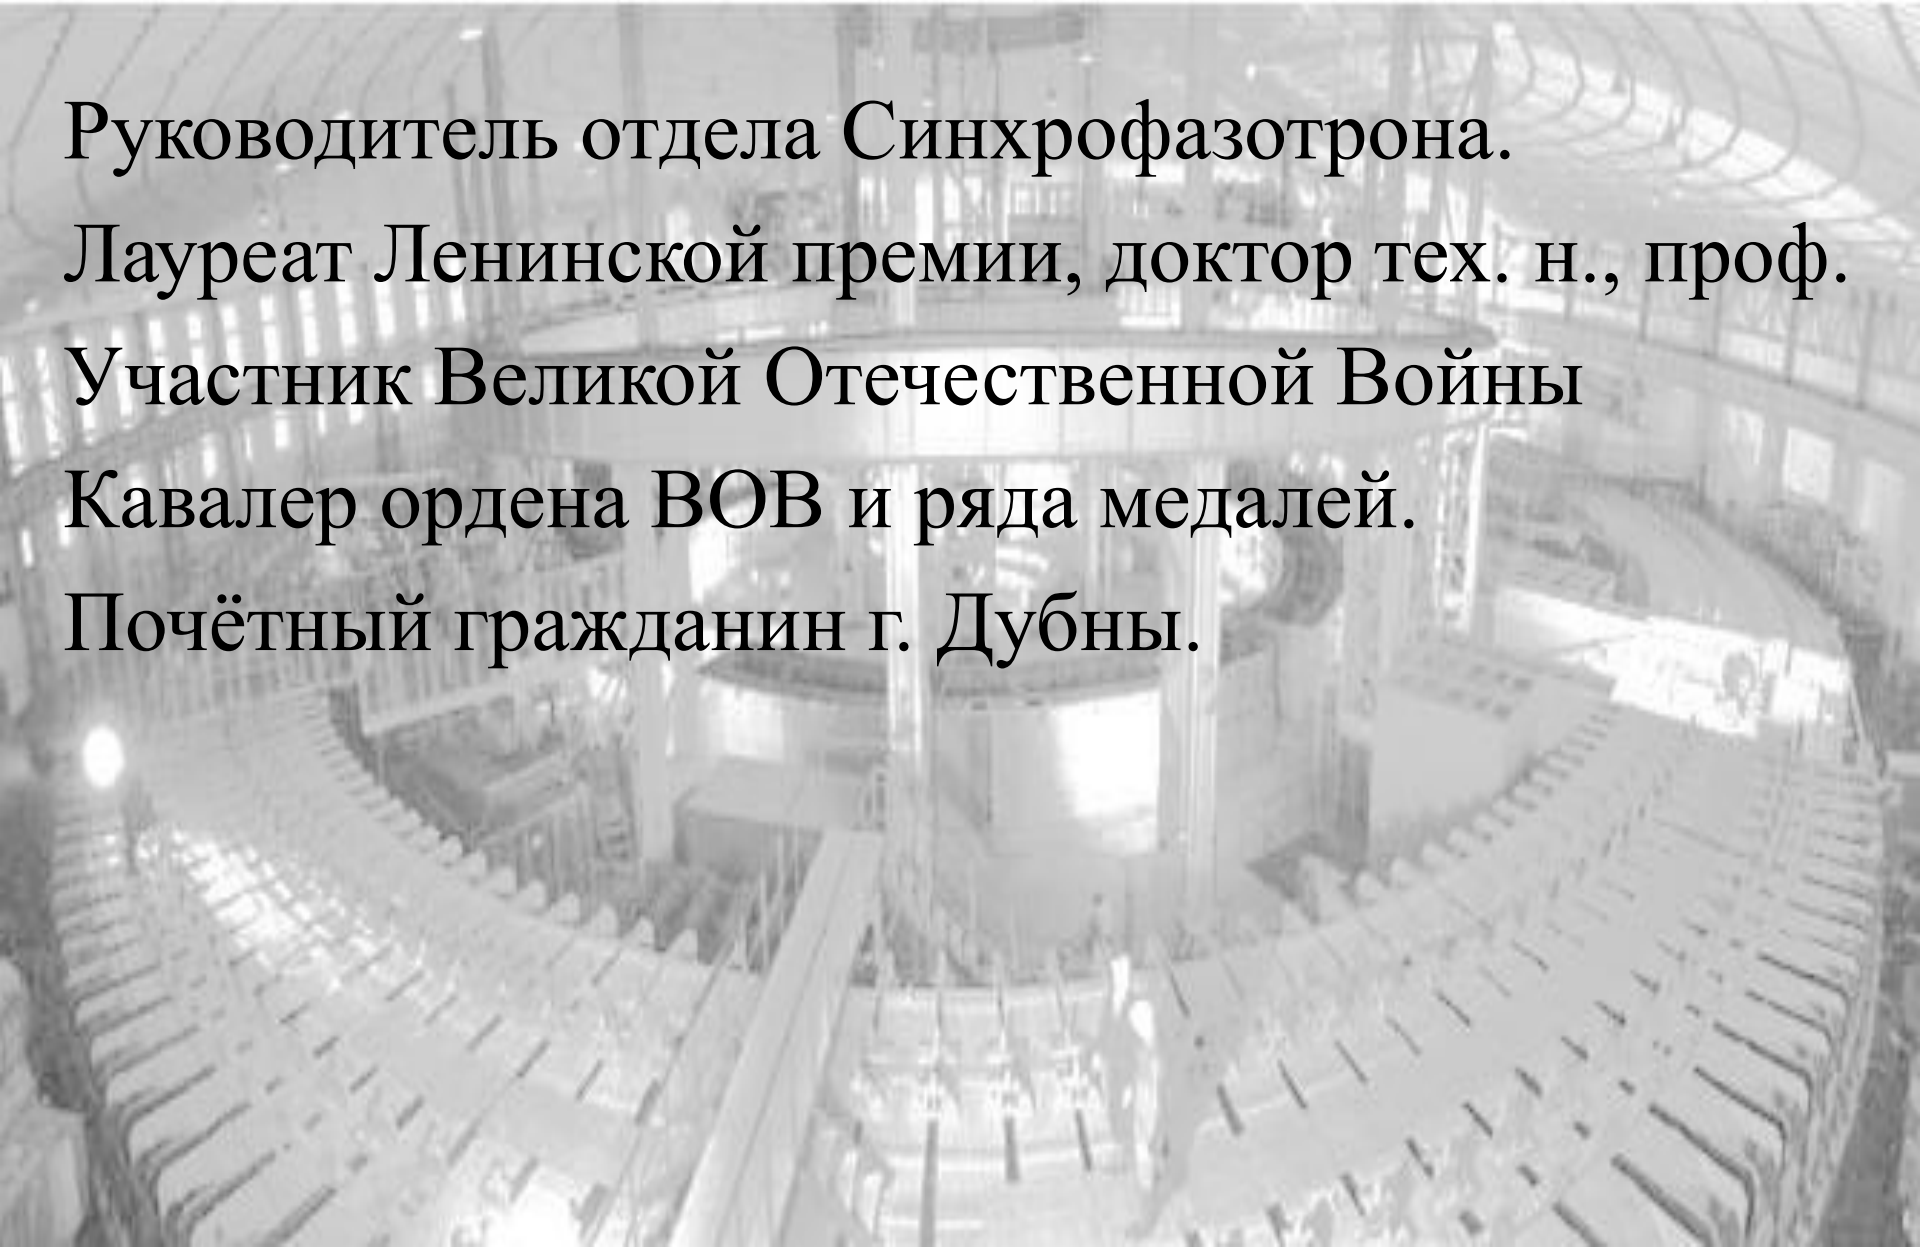 Руководитель отдела Синхрофазотрона.
Лауреат Ленинской премии, доктор тех. н., проф.
Участник Великой Отечественной Войны
Кавалер ордена ВОВ и ряда медалей.
Почётный гражданин г. Дубны.